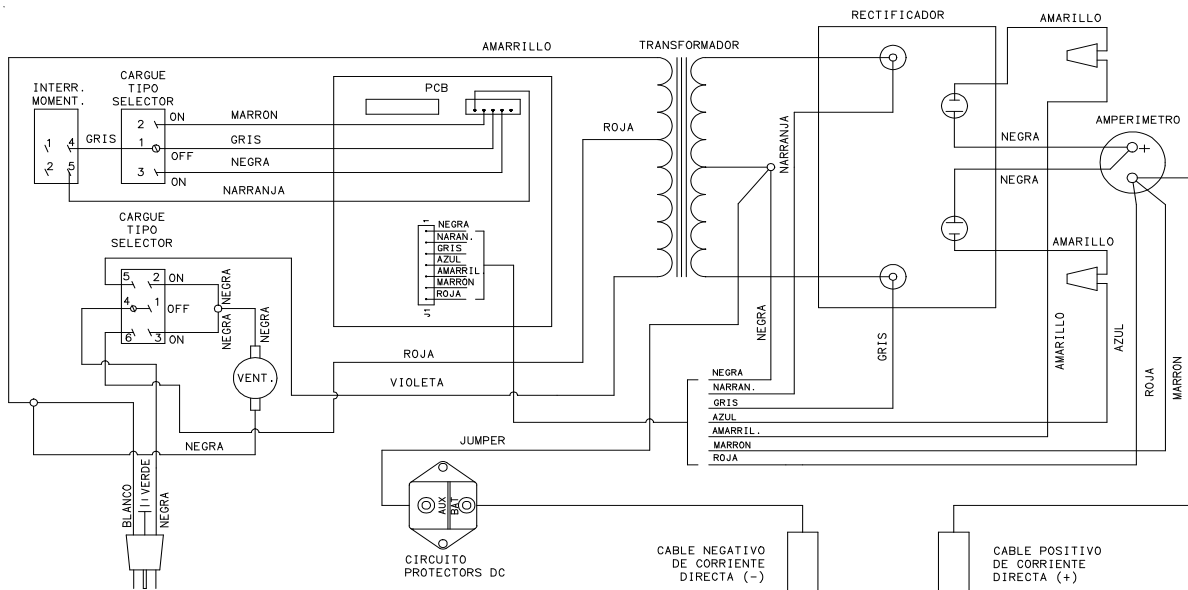 RECTIFICADOR
AMARILLO
AMARRILLO
TRANSFORMADOR
INTERR.
MOMENT.
CARGUE
TIPO
SELECTOR
PCB
ON
2
MARRON
1
4
GRIS
1
GRIS
OFF
2
5
3
NEGRA
ON
NARRANJA
ROJA
NARRANJA
NEGRA
AMPERIMETRO
+
NEGRA
CARGUE
TIPO
SELECTOR
1
NEGRA
NARAN.
GRIS
AZUL
AMARRIL.
MARRON
ROJA
J1
AMARILLO
5
2
ON
4
1
OFF
6
3
ON
NEGRA
NEGRA
NEGRA
VENT.
ROJA
VIOLETA
NEGRA
GRIS
AMARILLO
AZUL
ROJA
MARRON
NEGRA
NARRAN.
GRIS
AZUL
AMARRIL.
MARRON
ROJA
NEGRA
JUMPER
BLANCO
VERDE
NEGRA
AUX
BAT
CIRCUITO
PROTECTORS DC
CABLE NEGATIVO
DE CORRIENTE
DIRECTA (-)
CABLE POSITIVO
DE CORRIENTE
DIRECTA (+)